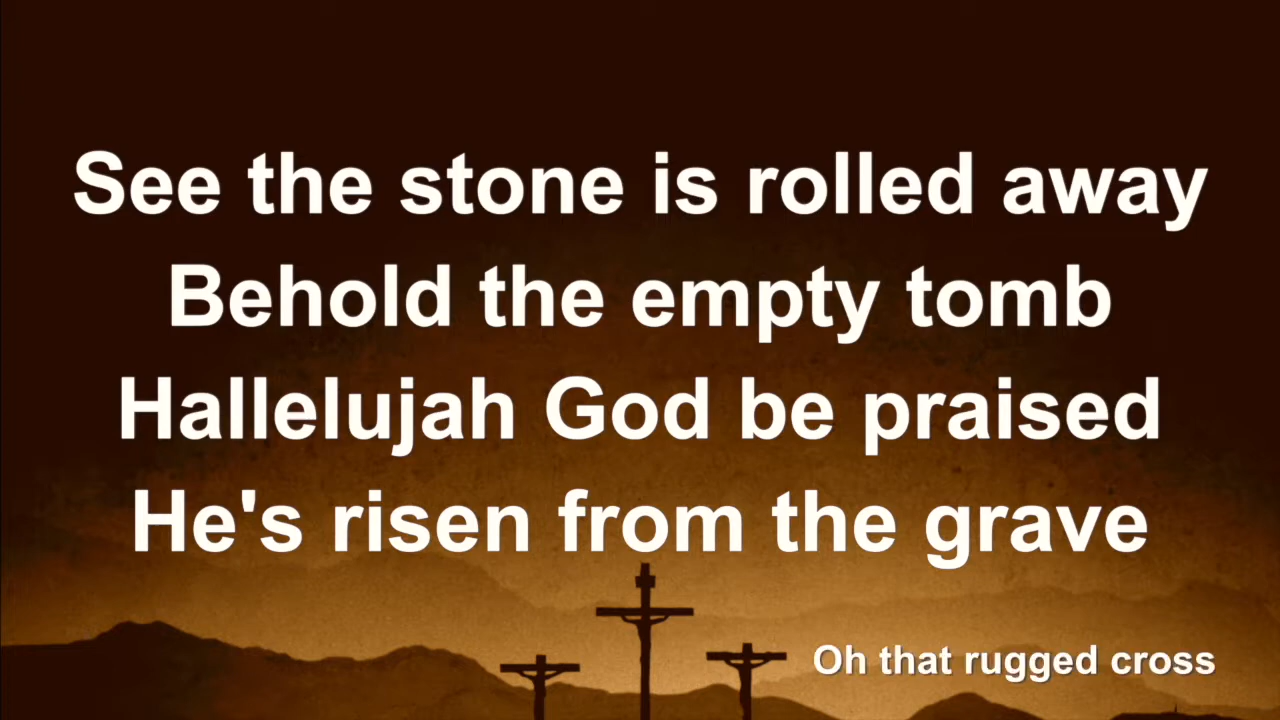 See the stone is rolled away
Behold the empty tomb
Hallelujah God be praised
He's risen from the grave
Oh that rugged cross